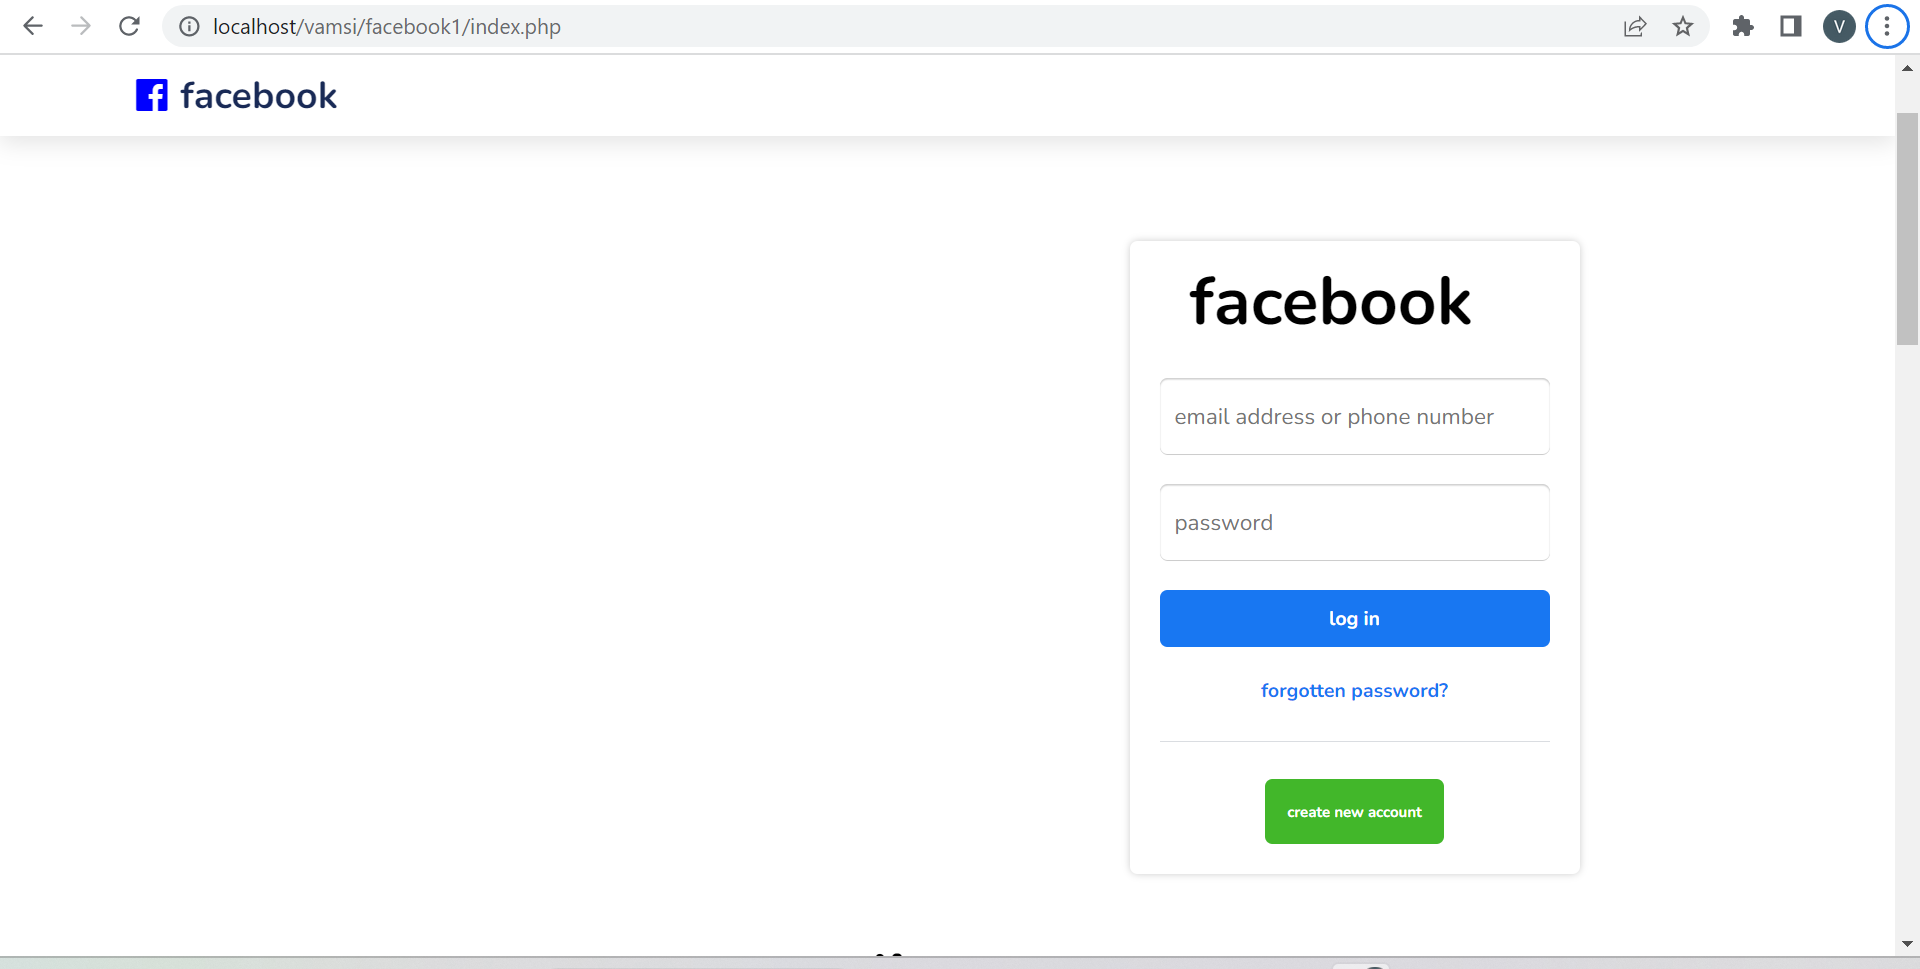 localhost/vamsi/facebook1/index.php
V
facebook
facebook
email address or phone number
password
log in
forgotten password?
create new account